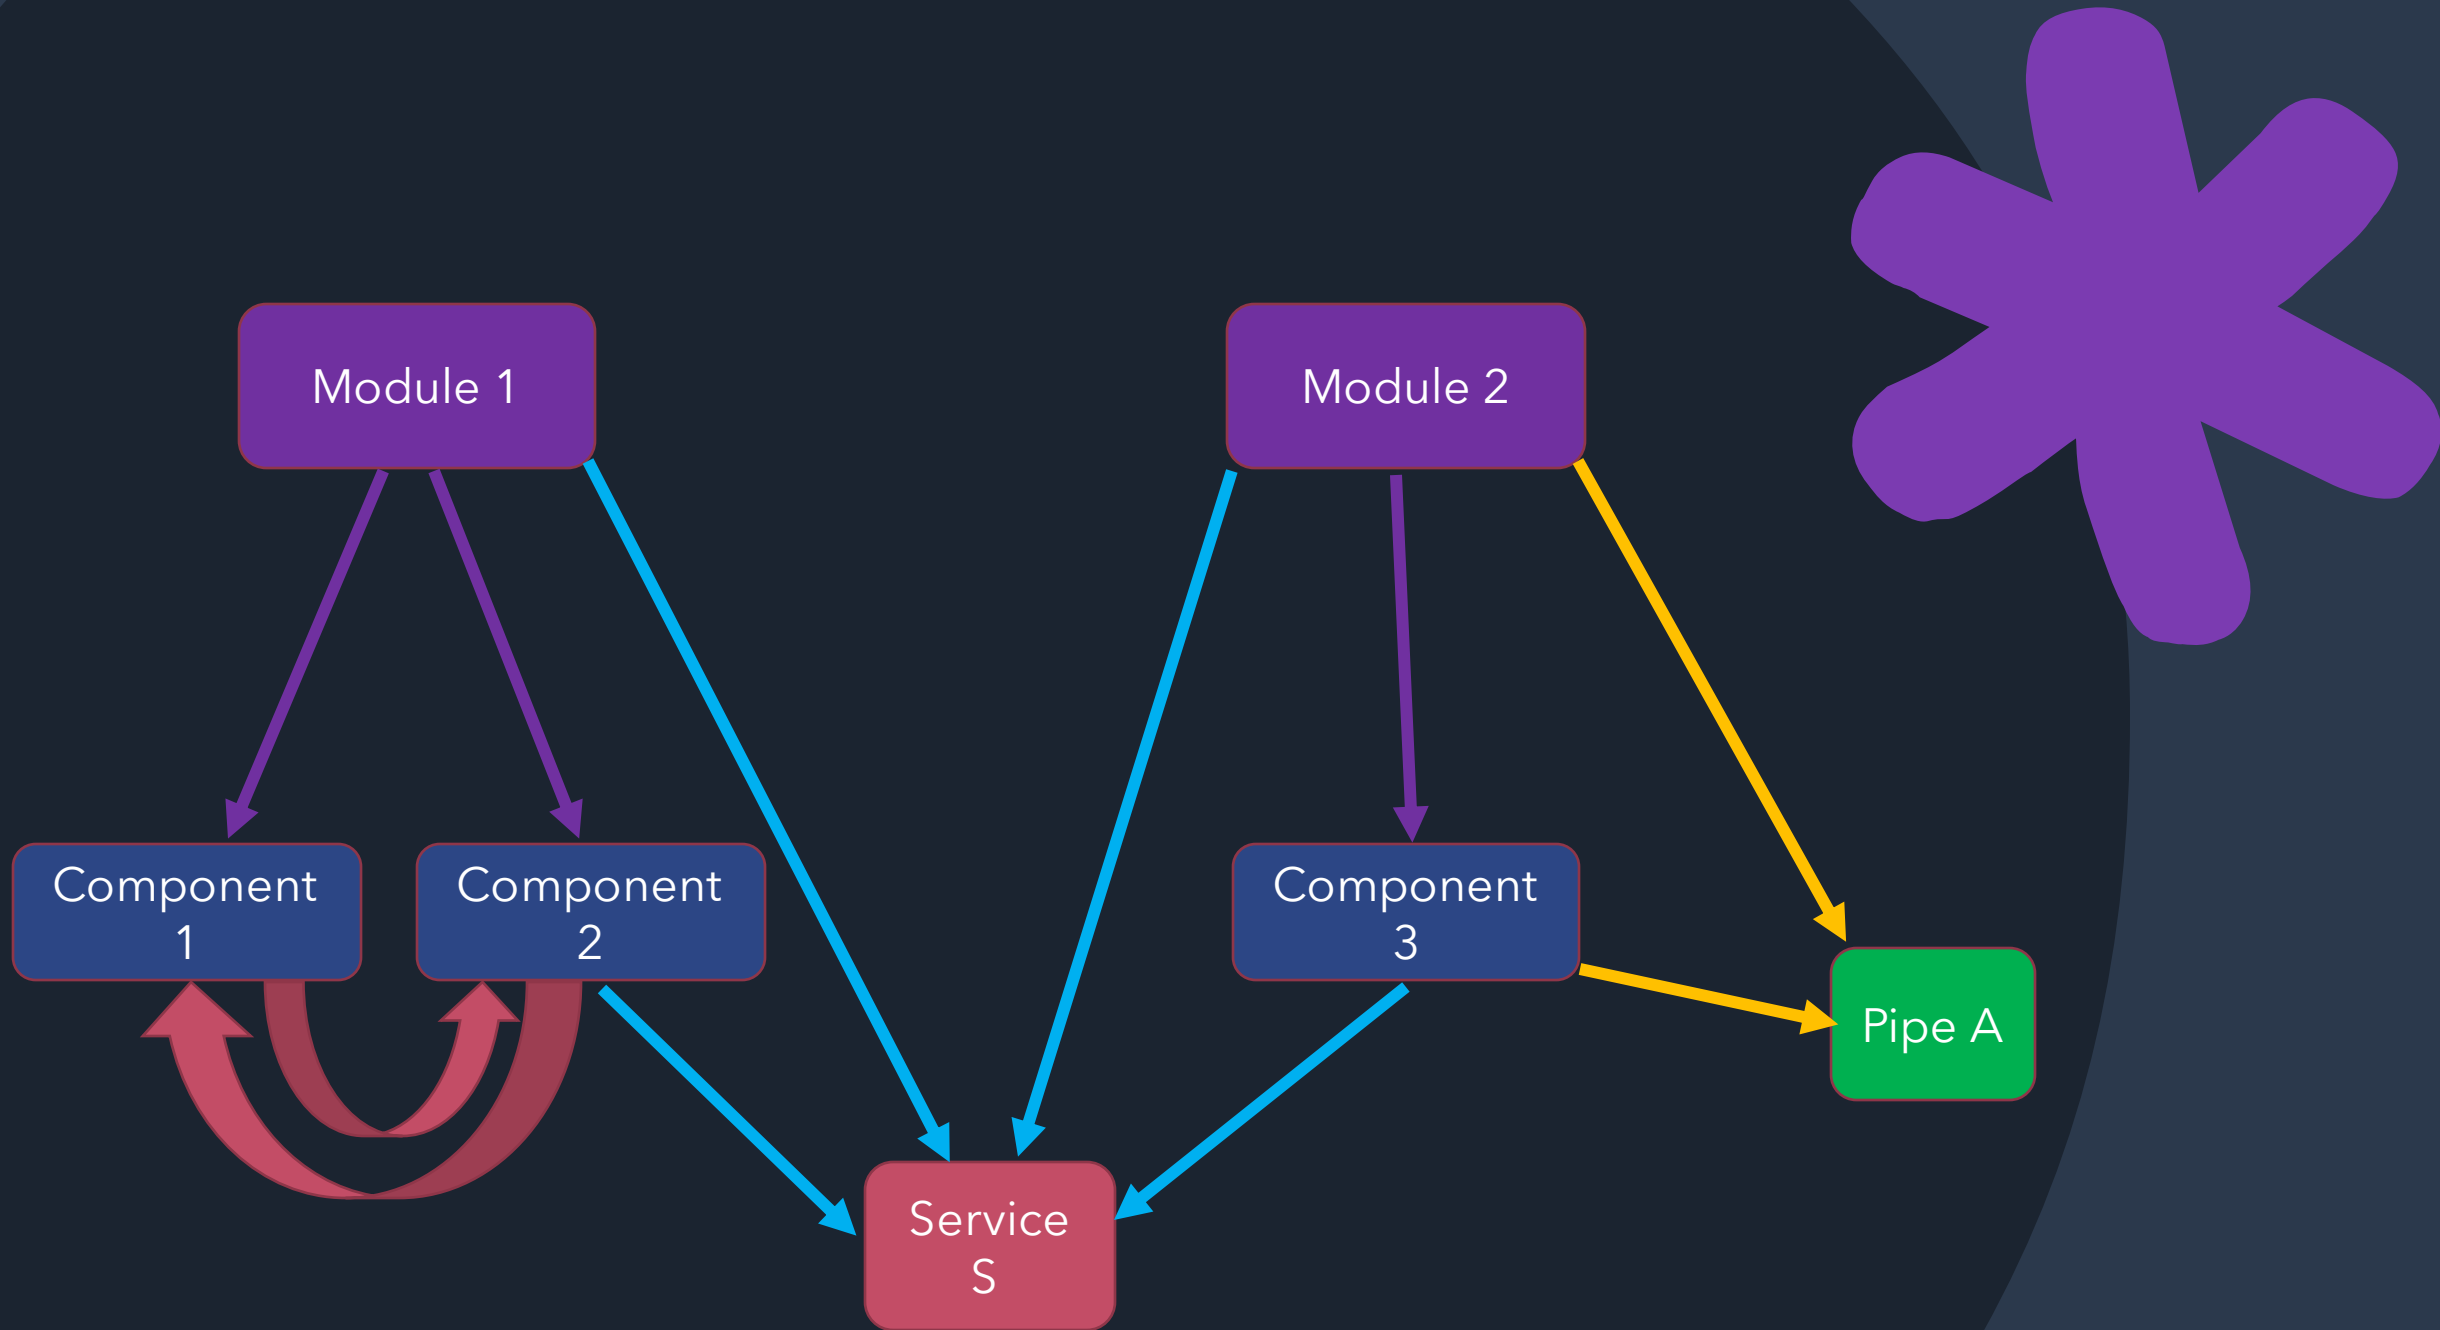 Module 1
Module 2
Component
1
Component
2
Component
3
Pipe A
Service
S